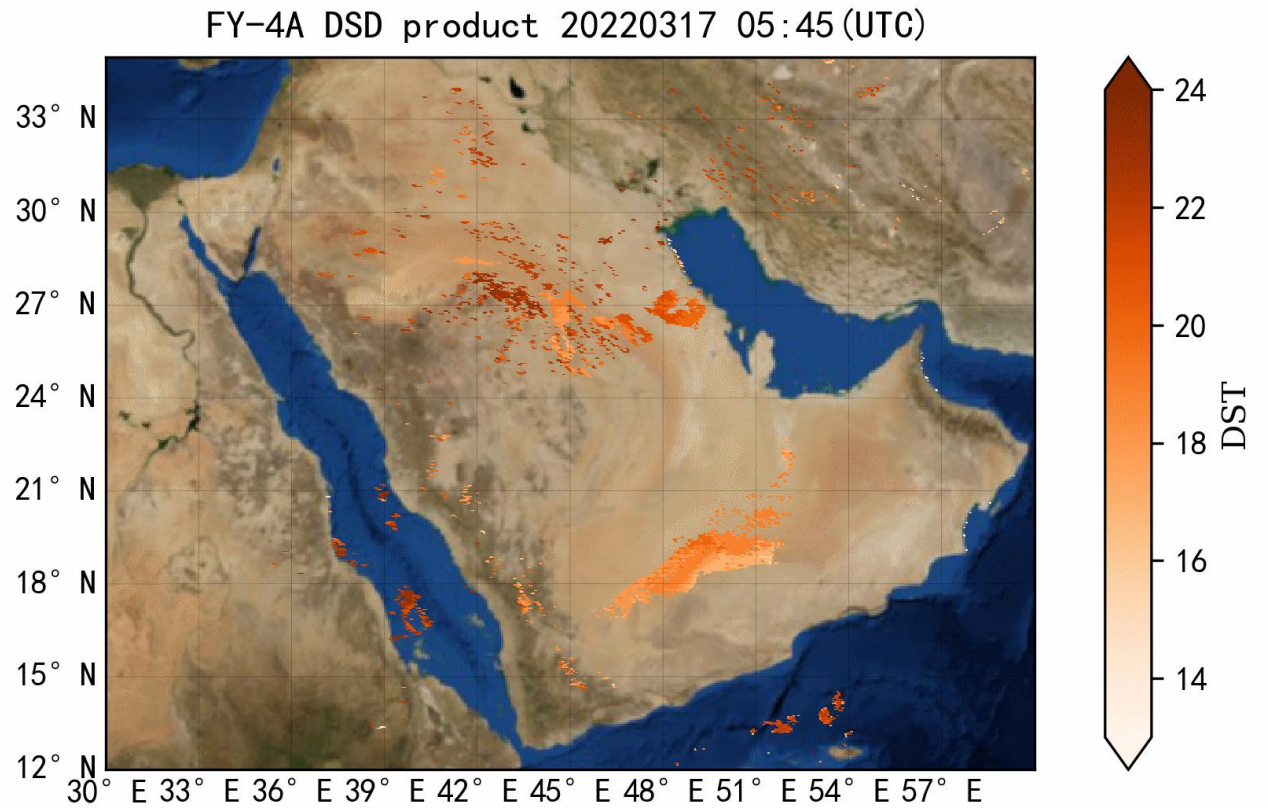 FY-4A DSD product 20220317 05:45(UTC)
33° N
30° N
27° N
24° N
21° N
18° N
15° N
12° N
30° E 33° E 36° E 39° E 42° E 45° E 48° E 51° E 54° E 57° E
24
22
20
18
16
14
DST